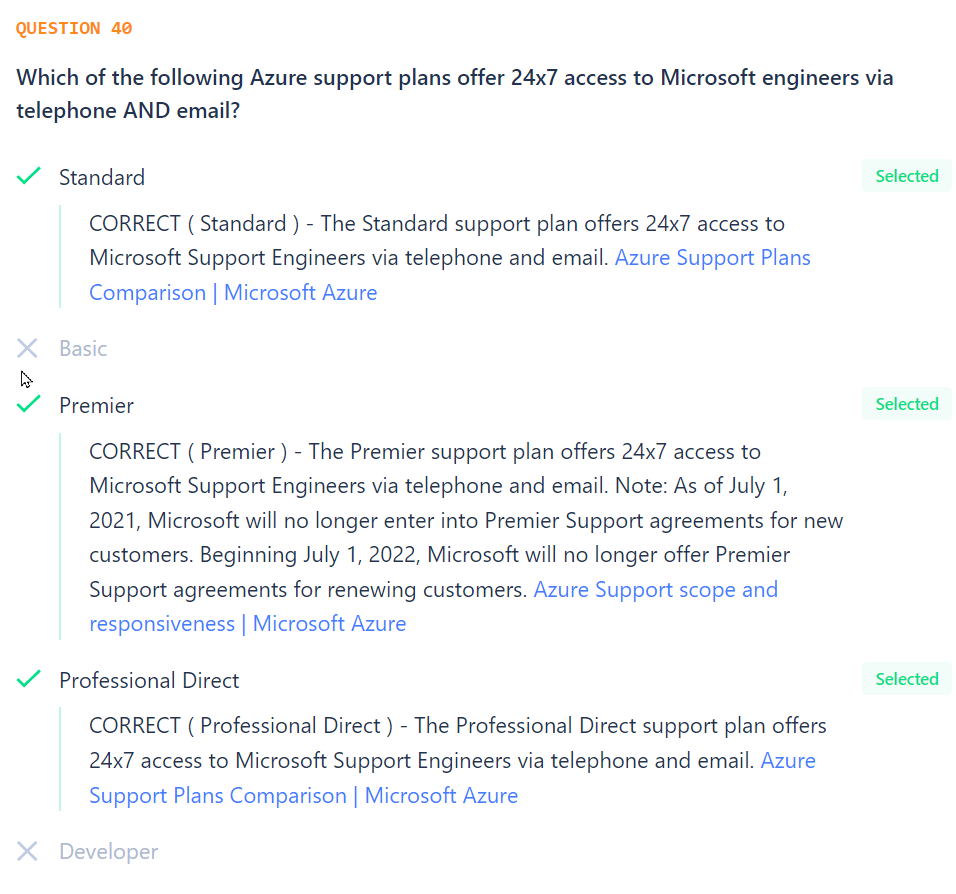 QUESTION 40
Which of the following Azure support plans offer 24x7 access to Microsoft engineers via
telephone AND email?
Standard
Selected
CORRECT ( Standard ) - The Standard support plan offers 24x7 access to
Microsoft Support Engineers via telephone and email. Azure Support Plans
Comparison | Microsoft Azure
Basic
Premier
Selected
CORRECT ( Premier ) - The Premier support plan offers 24x7 access to
Microsoft Support Engineers via telephone and email. Note: As of July 1,
2021, Microsoft will no longer enter into Premier Support agreements for new
customers. Beginning July 1, 2022, Microsoft will no longer offer Premier
Support agreements for renewing customers. Azure Support scope and
responsiveness | Microsoft Azure
Professional Direct
Selected
CORRECT ( Professional Direct ) - The Professional Direct support plan offers
24x7 access to Microsoft Support Engineers via telephone and email. Azure
Support Plans Comparison | Microsoft Azure
Developer